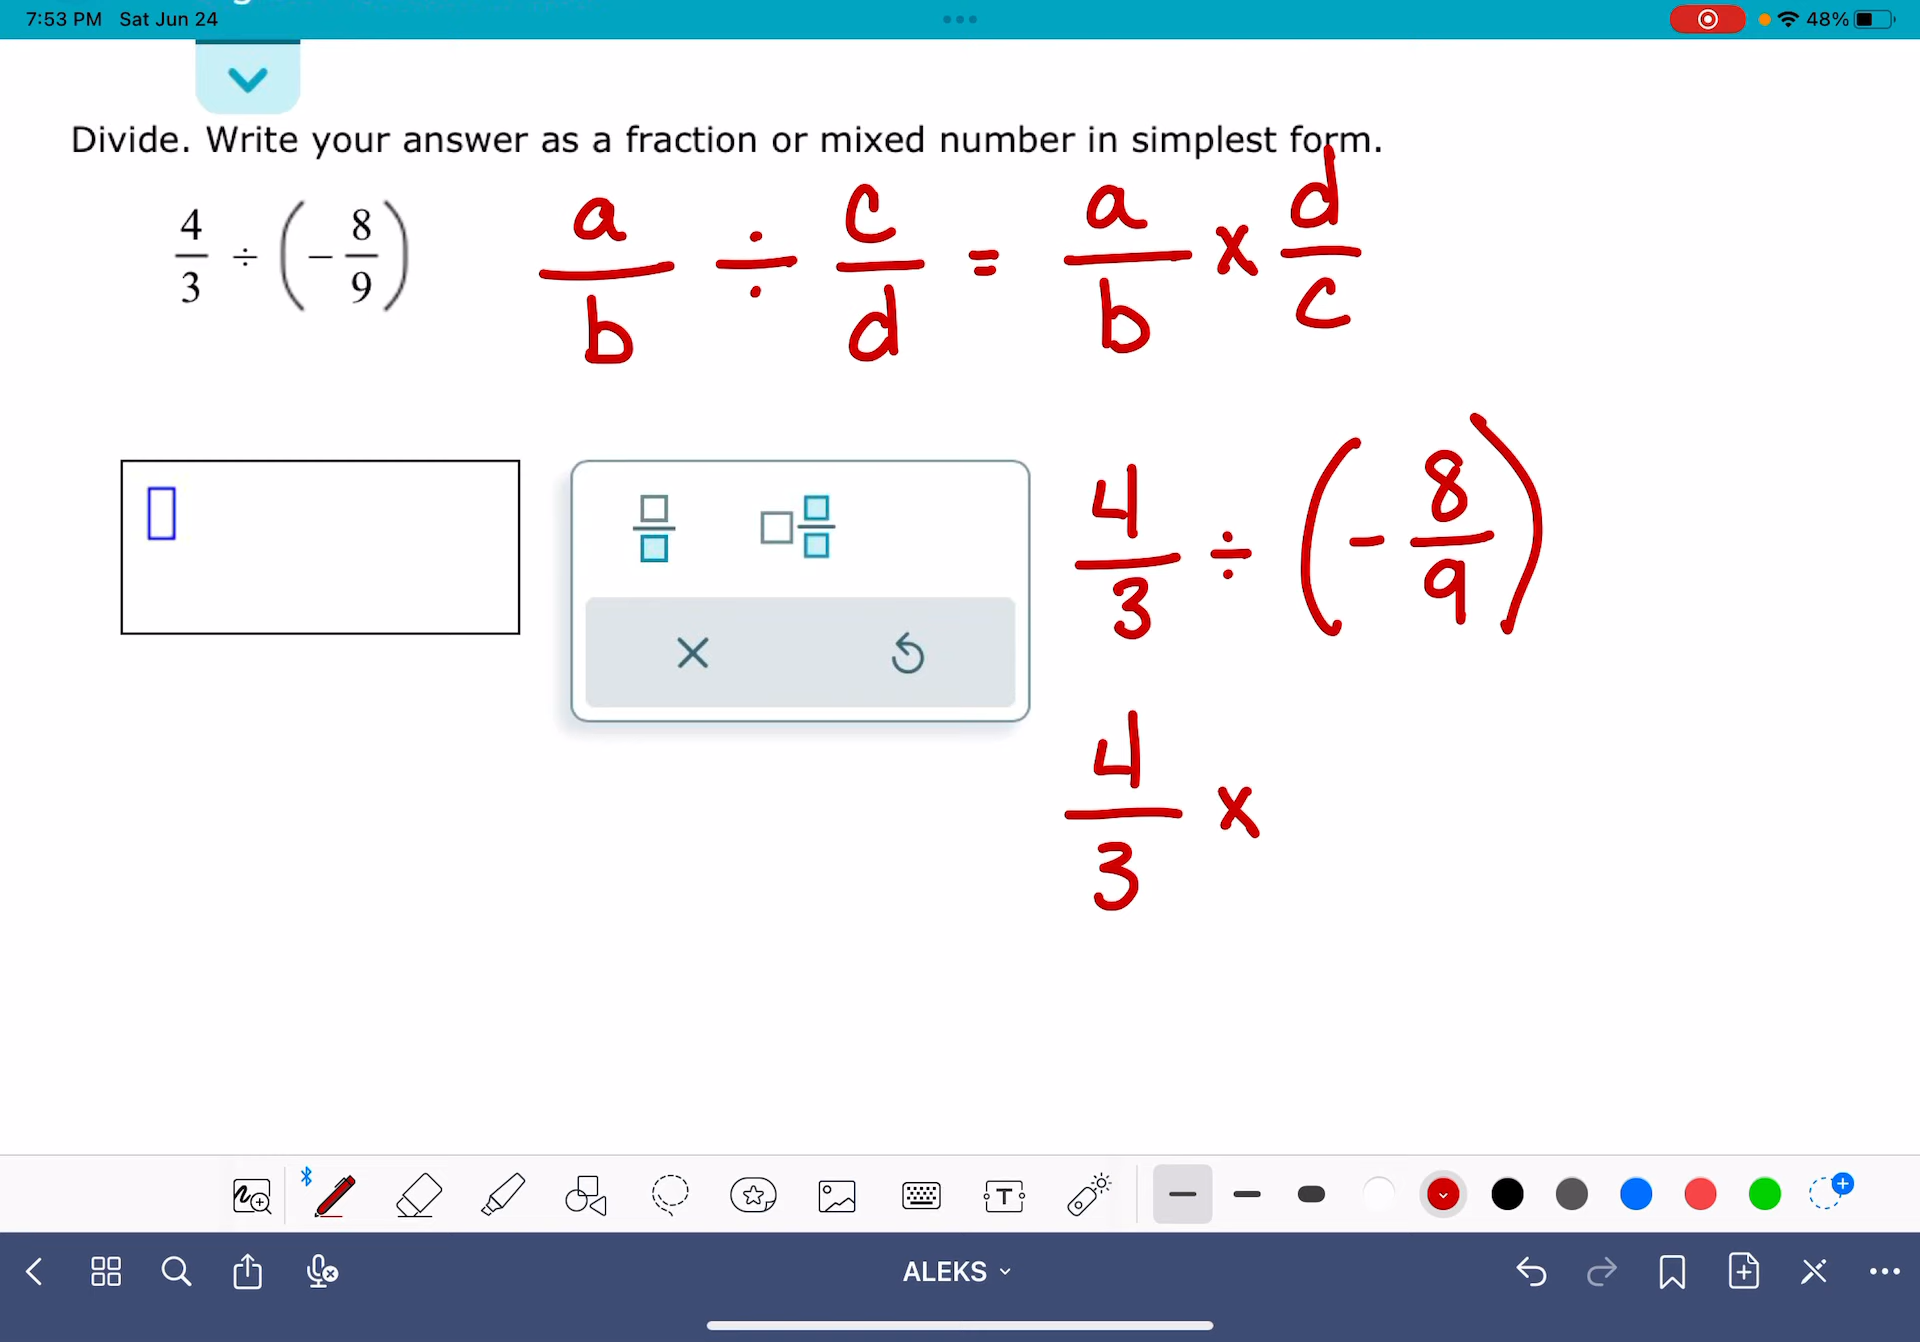 7:53 PM Sat Jun 24 48%
Divide. Write your answer as a fraction or mixed number in simplest form.
4/3 ÷ (-8/9) a/b ÷ c/d = a/b × d/c
4/3 ÷ (-8/9)
4/3 ×
T
ALEKS